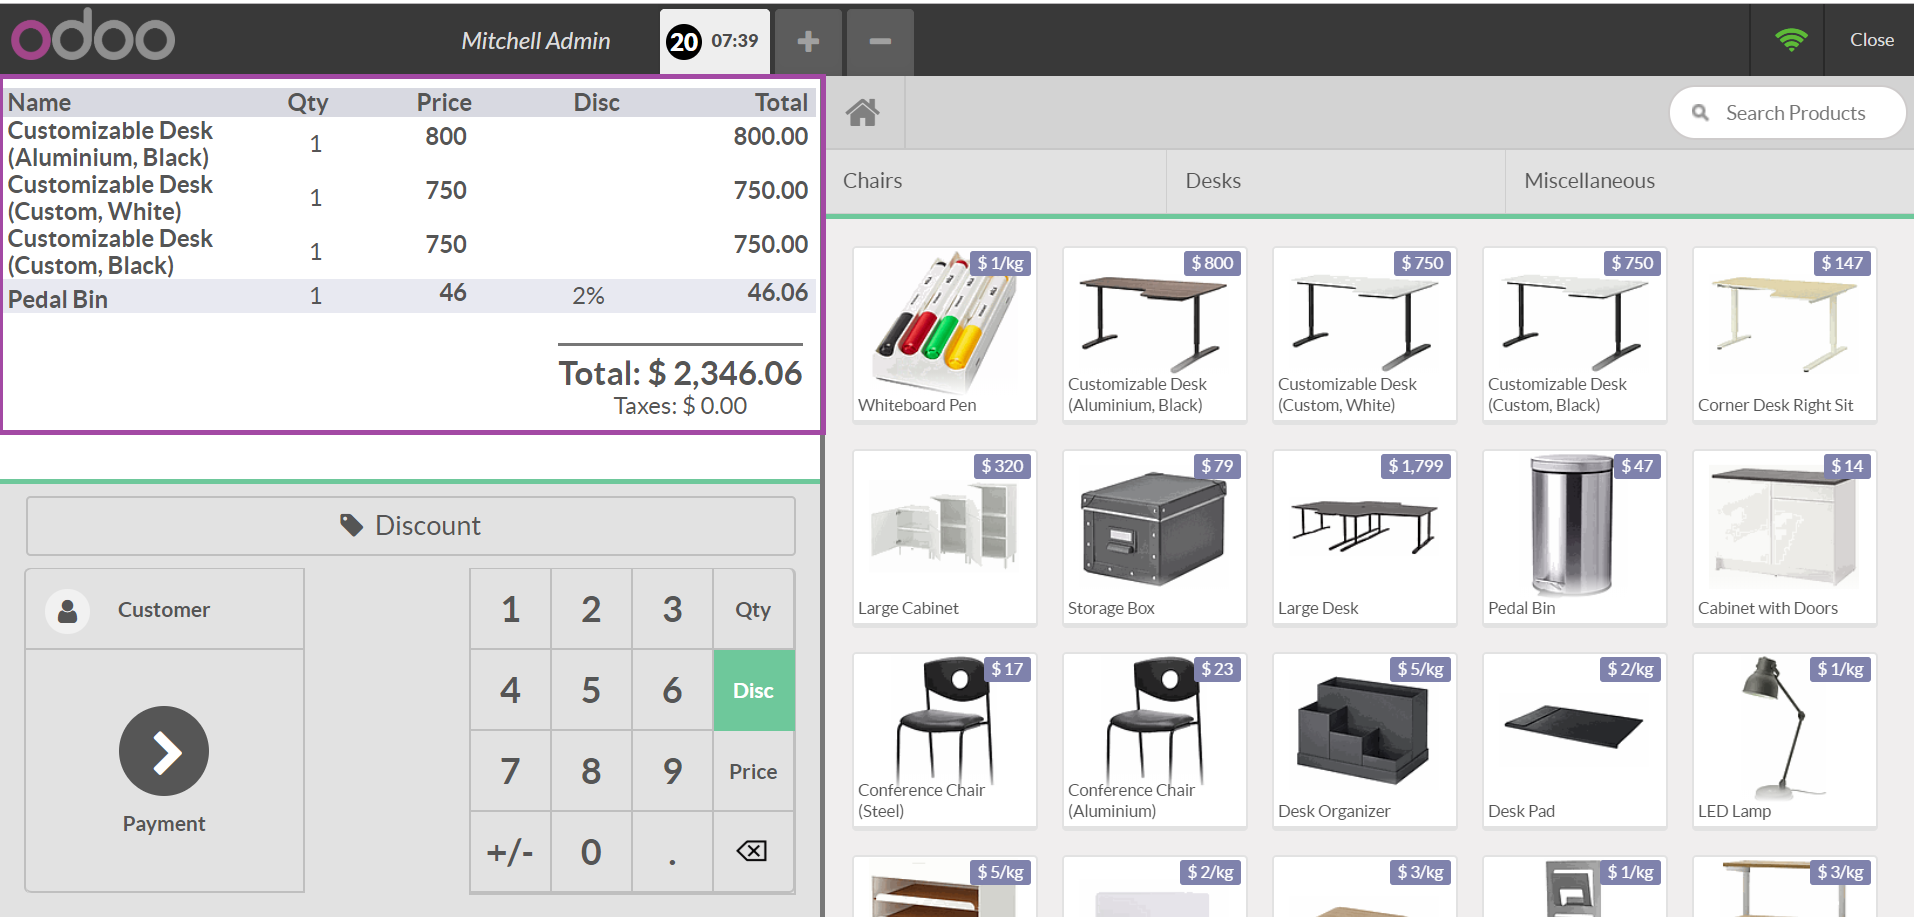 odoo Mitchell Admin 20 07:39 + − Close
Name Qty Price Disc Total
Customizable Desk
(Aluminium, Black) 1 800 800.00
Customizable Desk
(Custom, White) 1 750 750.00
Customizable Desk
(Custom, Black) 1 750 750.00
Pedal Bin 1 46 2% 46.06
Total: $ 2,346.06
Taxes: $ 0.00
Discount
Customer
Payment
1 2 3 Qty
4 5 6 Disc
7 8 9 Price
+/- 0 .
Search Products
Chairs Desks Miscellaneous
$ 1/kg
Whiteboard Pen
$ 800
Customizable Desk
(Aluminium, Black)
$ 750
Customizable Desk
(Custom, White)
$ 750
Customizable Desk
(Custom, Black)
$ 147
Corner Desk Right Sit
$ 320
Large Cabinet
$ 79
Storage Box
$ 1,799
Large Desk
$ 47
Pedal Bin
$ 14
Cabinet with Doors
$ 17
Conference Chair
(Steel)
$ 23
Conference Chair
(Aluminium)
$ 5/kg
Desk Organizer
$ 2/kg
Desk Pad
$ 1/kg
LED Lamp
$ 5/kg
$ 2/kg
$ 3/kg
$ 1/kg
$ 3/kg